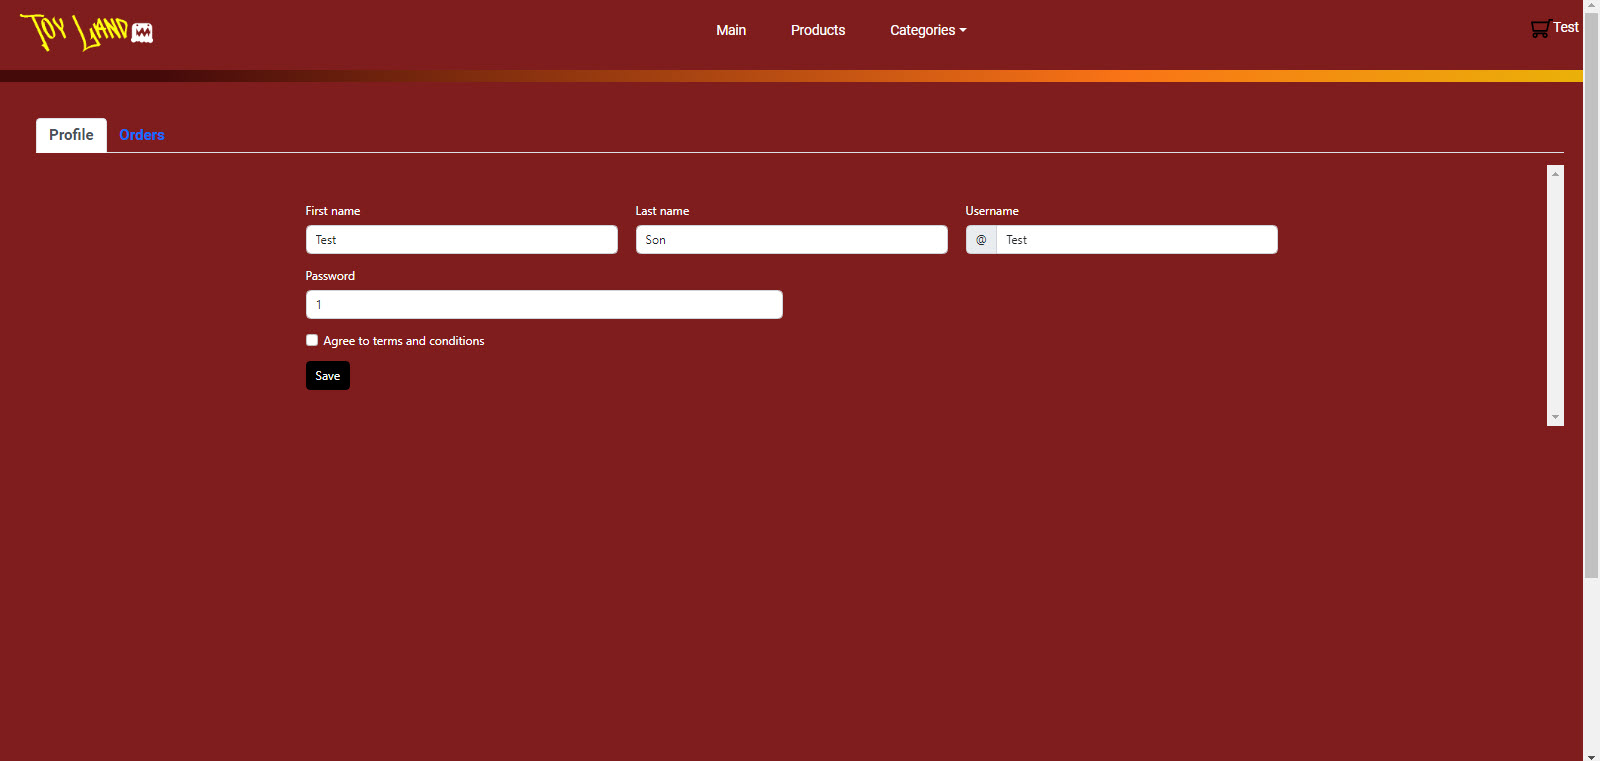 TOY LAND
Main Products Categories
Test
Profile Orders
First name Last name Username
Test Son @ Test
Password
1
Agree to terms and conditions
Save